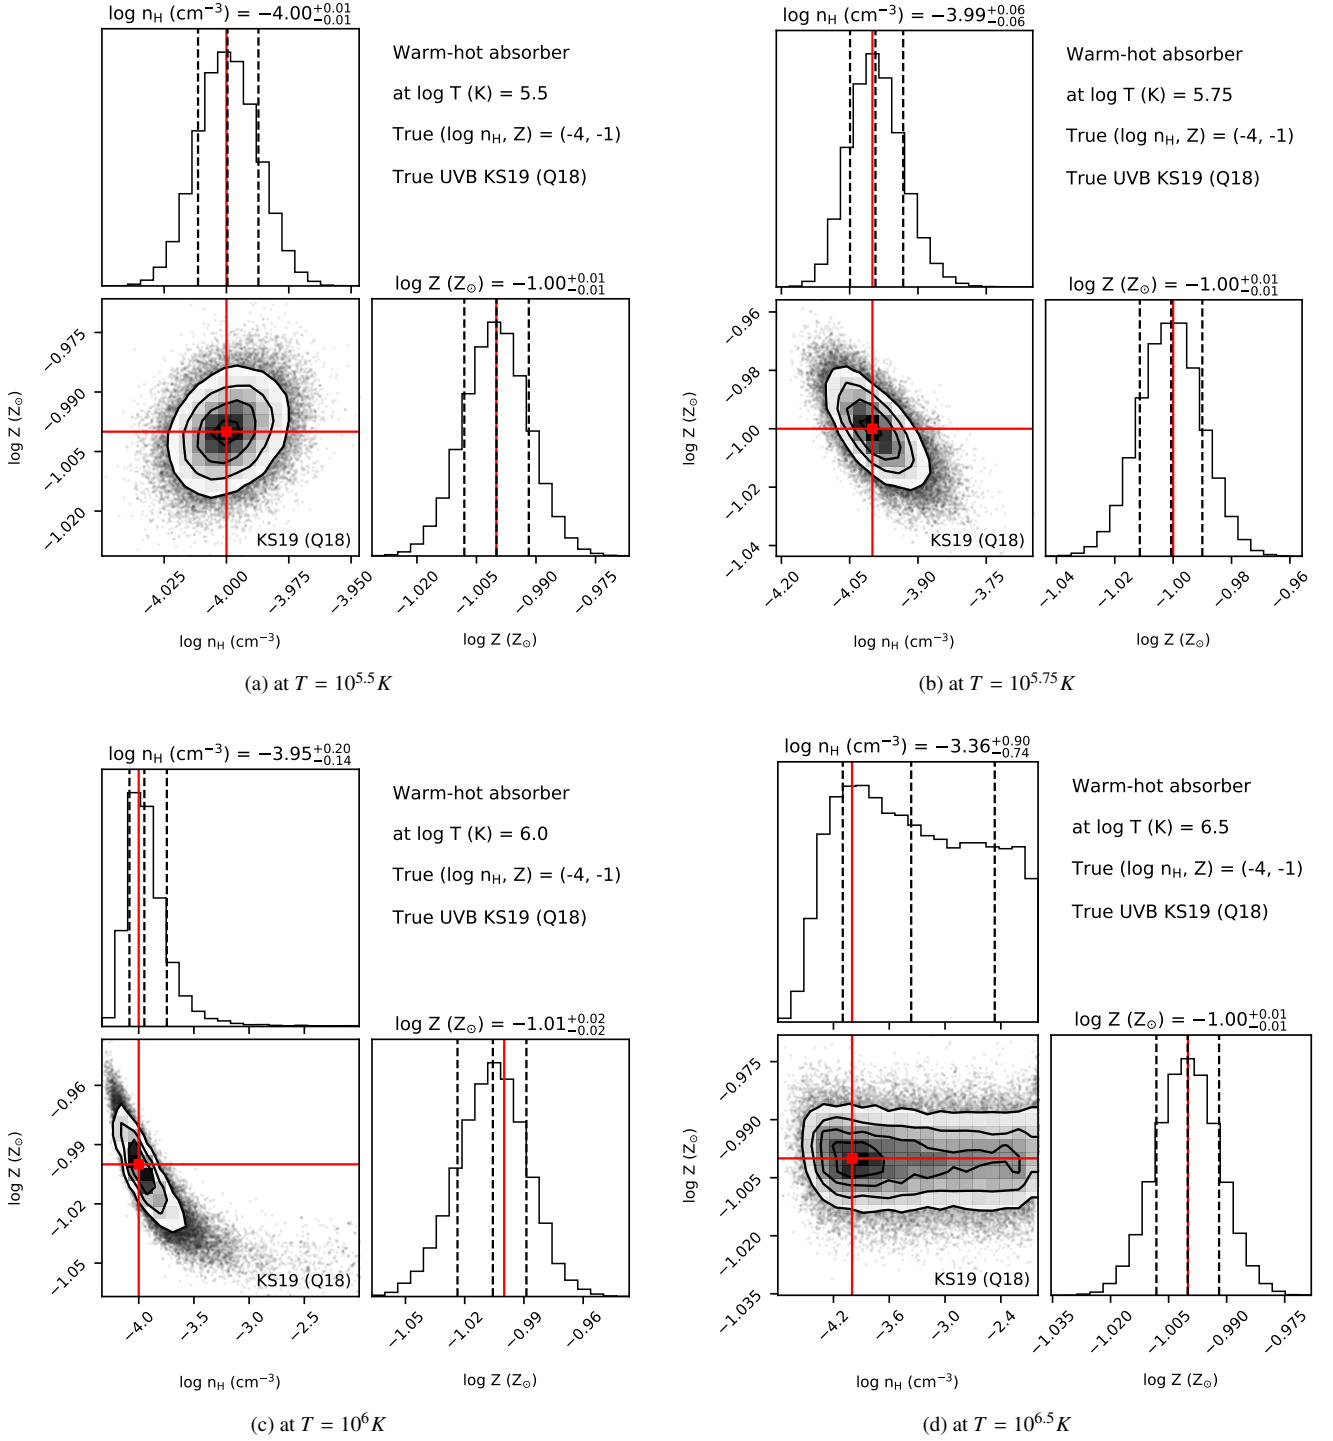 log n_H (cm⁻³) = −4.00 +0.01 −0.01
Warm-hot absorber
at log T (K) = 5.5
True (log n_H, Z) = (-4, -1)
True UVB KS19 (Q18)
log Z (Z⊙) = −1.00 +0.01 −0.01
log Z (Z⊙)
−0.975
−0.990
−1.005
−1.020
KS19 (Q18)
−4.025
−4.000
−3.975
−3.950
log n_H (cm⁻³)
−1.020
−1.005
−0.990
−0.975
log Z (Z⊙)
(a) at T = 10^5.5 K
log n_H (cm⁻³) = −3.99 +0.06 −0.06
Warm-hot absorber
at log T (K) = 5.75
True (log n_H, Z) = (-4, -1)
True UVB KS19 (Q18)
log Z (Z⊙) = −1.00 +0.01 −0.01
log Z (Z⊙)
−0.96
−0.98
−1.00
−1.02
−1.04
KS19 (Q18)
−4.20
−4.05
−3.90
−3.75
log n_H (cm⁻³)
−1.04
−1.02
−1.00
−0.98
−0.96
log Z (Z⊙)
(b) at T = 10^5.75 K
log n_H (cm⁻³) = −3.95 +0.20 −0.14
Warm-hot absorber
at log T (K) = 6.0
True (log n_H, Z) = (-4, -1)
True UVB KS19 (Q18)
log Z (Z⊙) = −1.01 +0.02 −0.02
log Z (Z⊙)
−0.96
−0.99
−1.02
−1.05
KS19 (Q18)
−4.0
−3.5
−3.0
−2.5
log n_H (cm⁻³)
−1.05
−1.02
−0.99
−0.96
log Z (Z⊙)
(c) at T = 10^6 K
log n_H (cm⁻³) = −3.36 +0.90 −0.74
Warm-hot absorber
at log T (K) = 6.5
True (log n_H, Z) = (-4, -1)
True UVB KS19 (Q18)
log Z (Z⊙) = −1.00 +0.01 −0.01
log Z (Z⊙)
−0.975
−0.990
−1.005
−1.020
−1.035
KS19 (Q18)
−4.2
−3.6
−3.0
−2.4
log n_H (cm⁻³)
−1.035
−1.020
−1.005
−0.990
−0.975
log Z (Z⊙)
(d) at T = 10^6.5 K